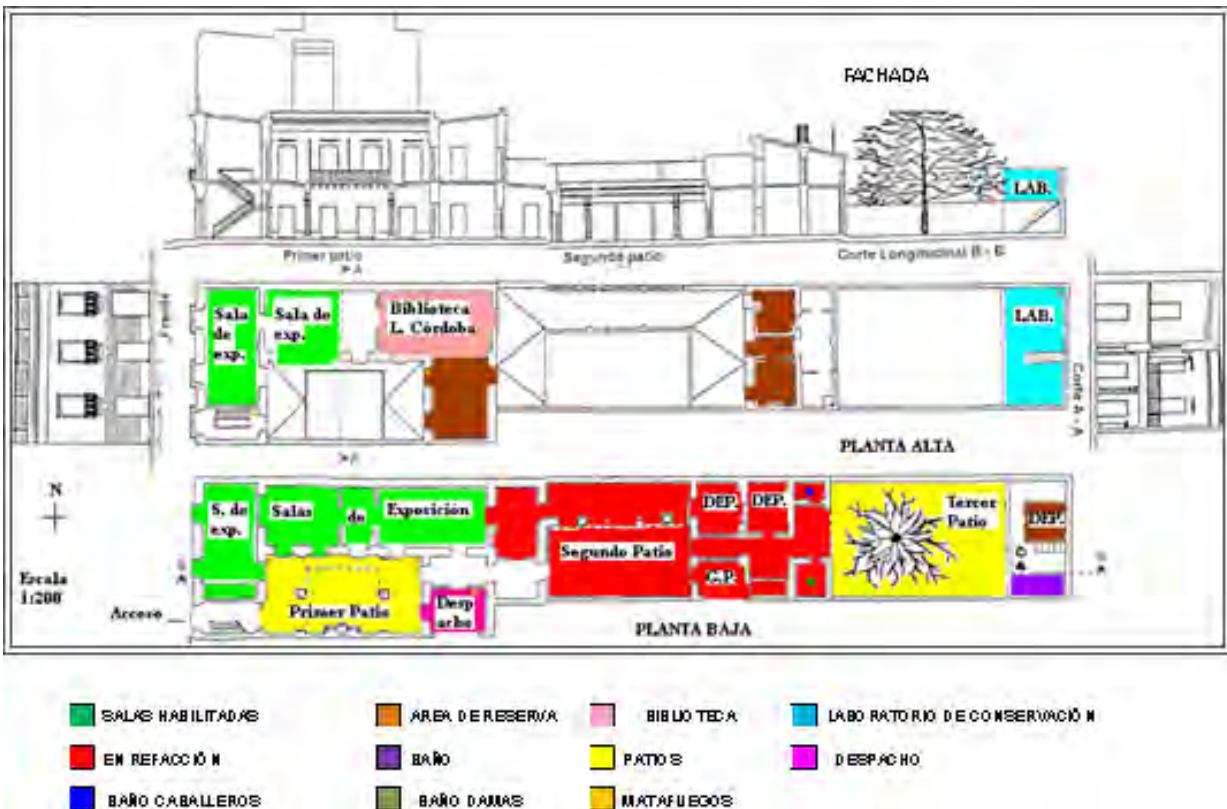 FACHADA
LAB.
Primer patio
Segundo patio
Corte Longitudinal B - B
A
Sala de exp.
Sala de exp.
Biblioteca L. Córdoba
LAB.
Corte A - A
A
PLANTA ALTA
N
S. de exp.
Salas
de
Exposición
DEP.
DEP.
Tercer Patio
DEP.
Segundo Patio
C.P.
Escala 1:200
Acceso
Primer Patio
Despacho
PLANTA BAJA
SALAS HABILITADAS
AREA DE RESERVA
BIBLIOTECA
LABORATORIO DE CONSERVACIÓN
EN REFACCIÓN
BAÑO
PATIOS
DESPACHO
BAÑO CABALLEROS
BAÑO DAMAS
MATAFUEGOS